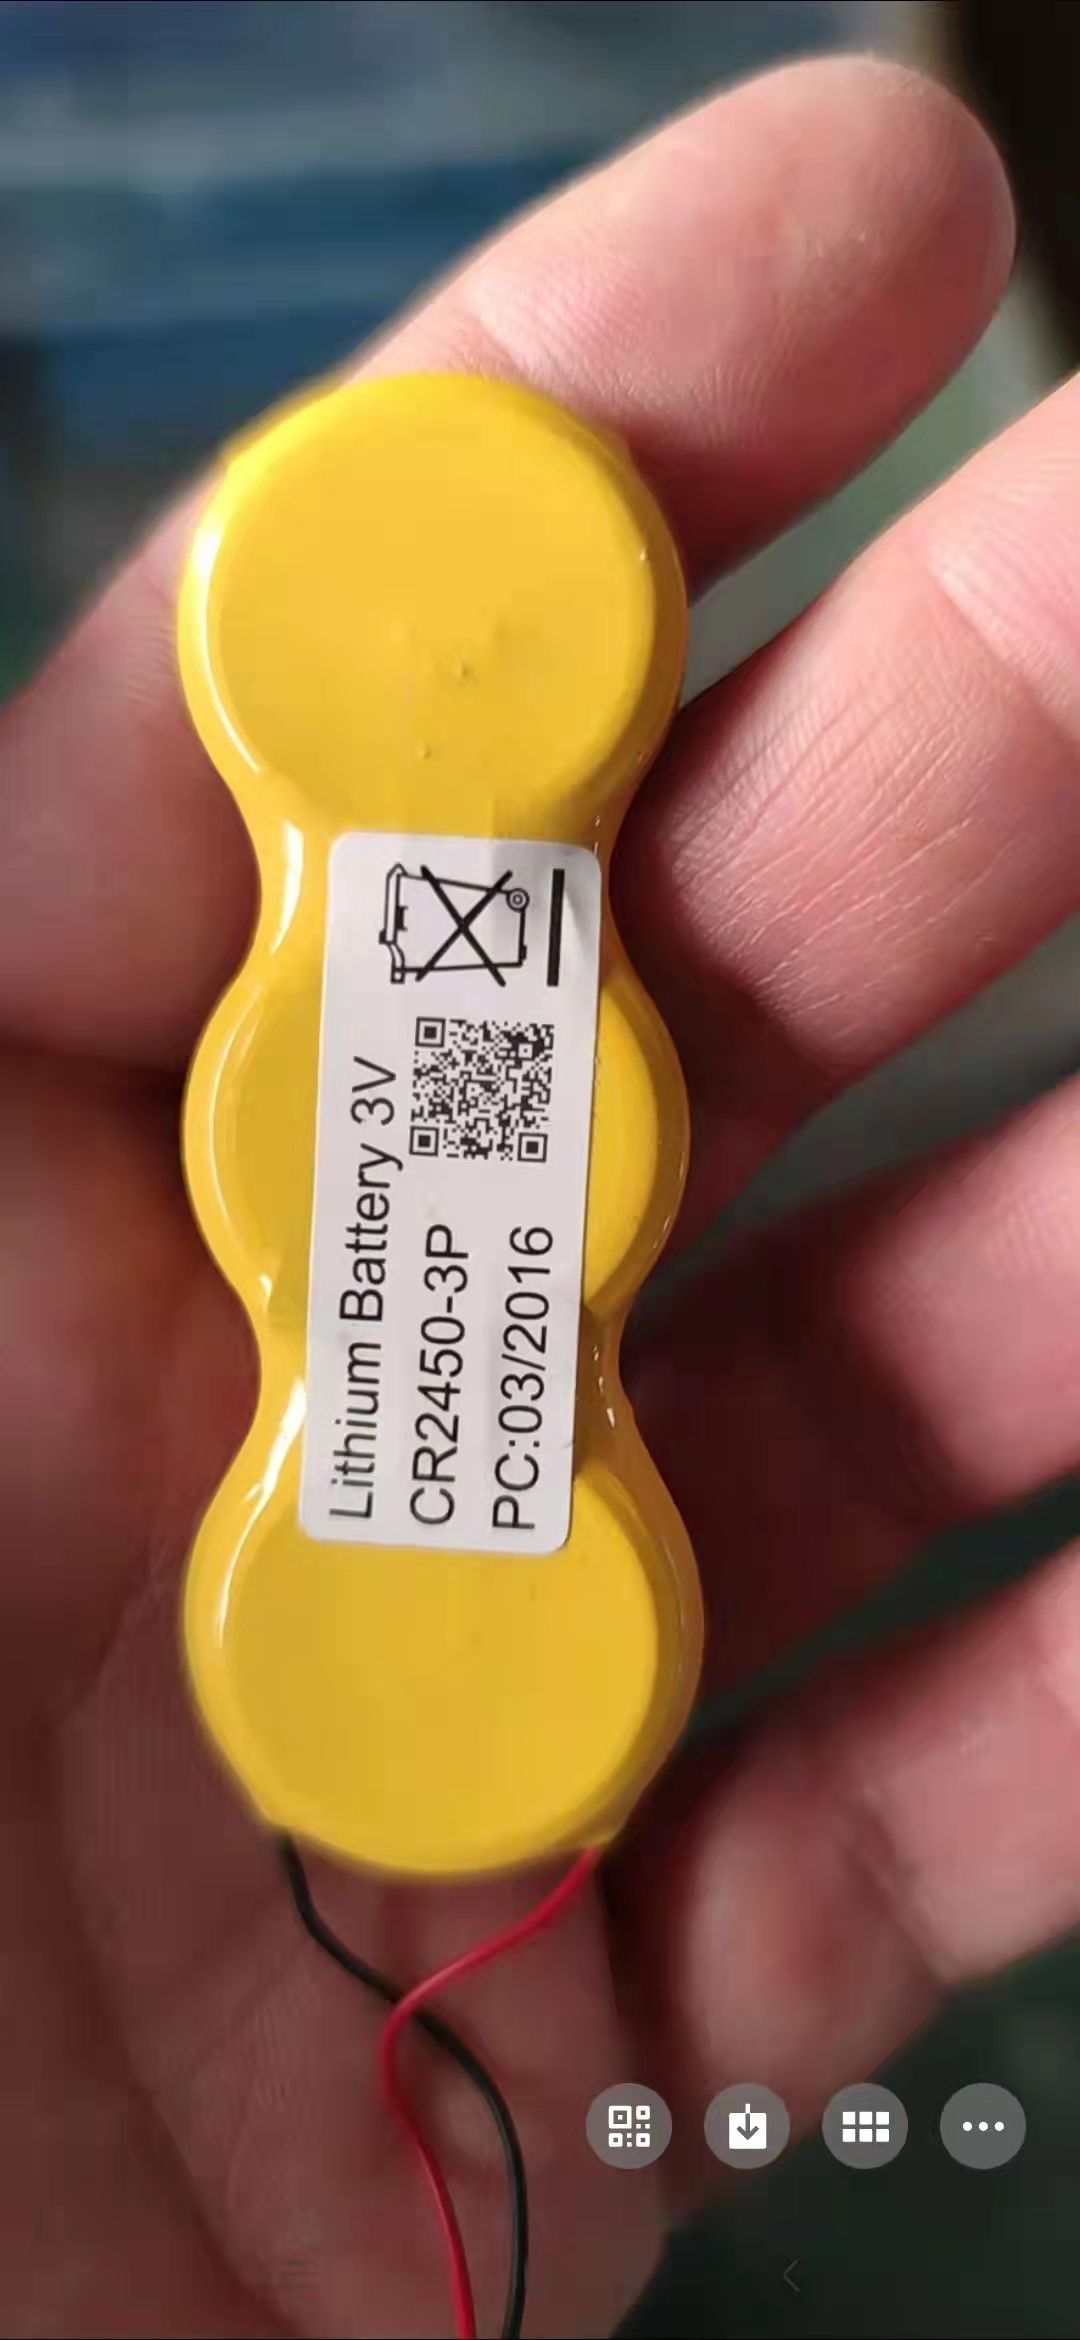 Lithium Battery 3V
CR2450-3P
PC:03/2016